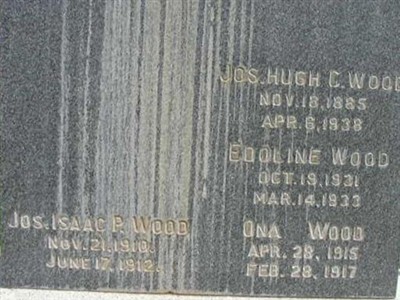 JOS. HUGH C. WOOD
NOV. 18, 1885
APR. 6, 1938
EDOLINE WOOD
OCT. 19, 1931
MAR. 14, 1933
JOS. ISAAC P. WOOD
NOV. 21, 1910.
JUNE 17, 1912.
ONA WOOD
APR. 28, 1915
FEB. 28, 1917